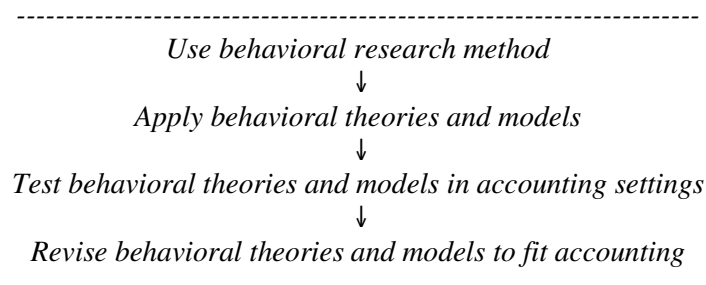 Use behavioral research method
↓
Apply behavioral theories and models
↓
Test behavioral theories and models in accounting settings
↓
Revise behavioral theories and models to fit accounting